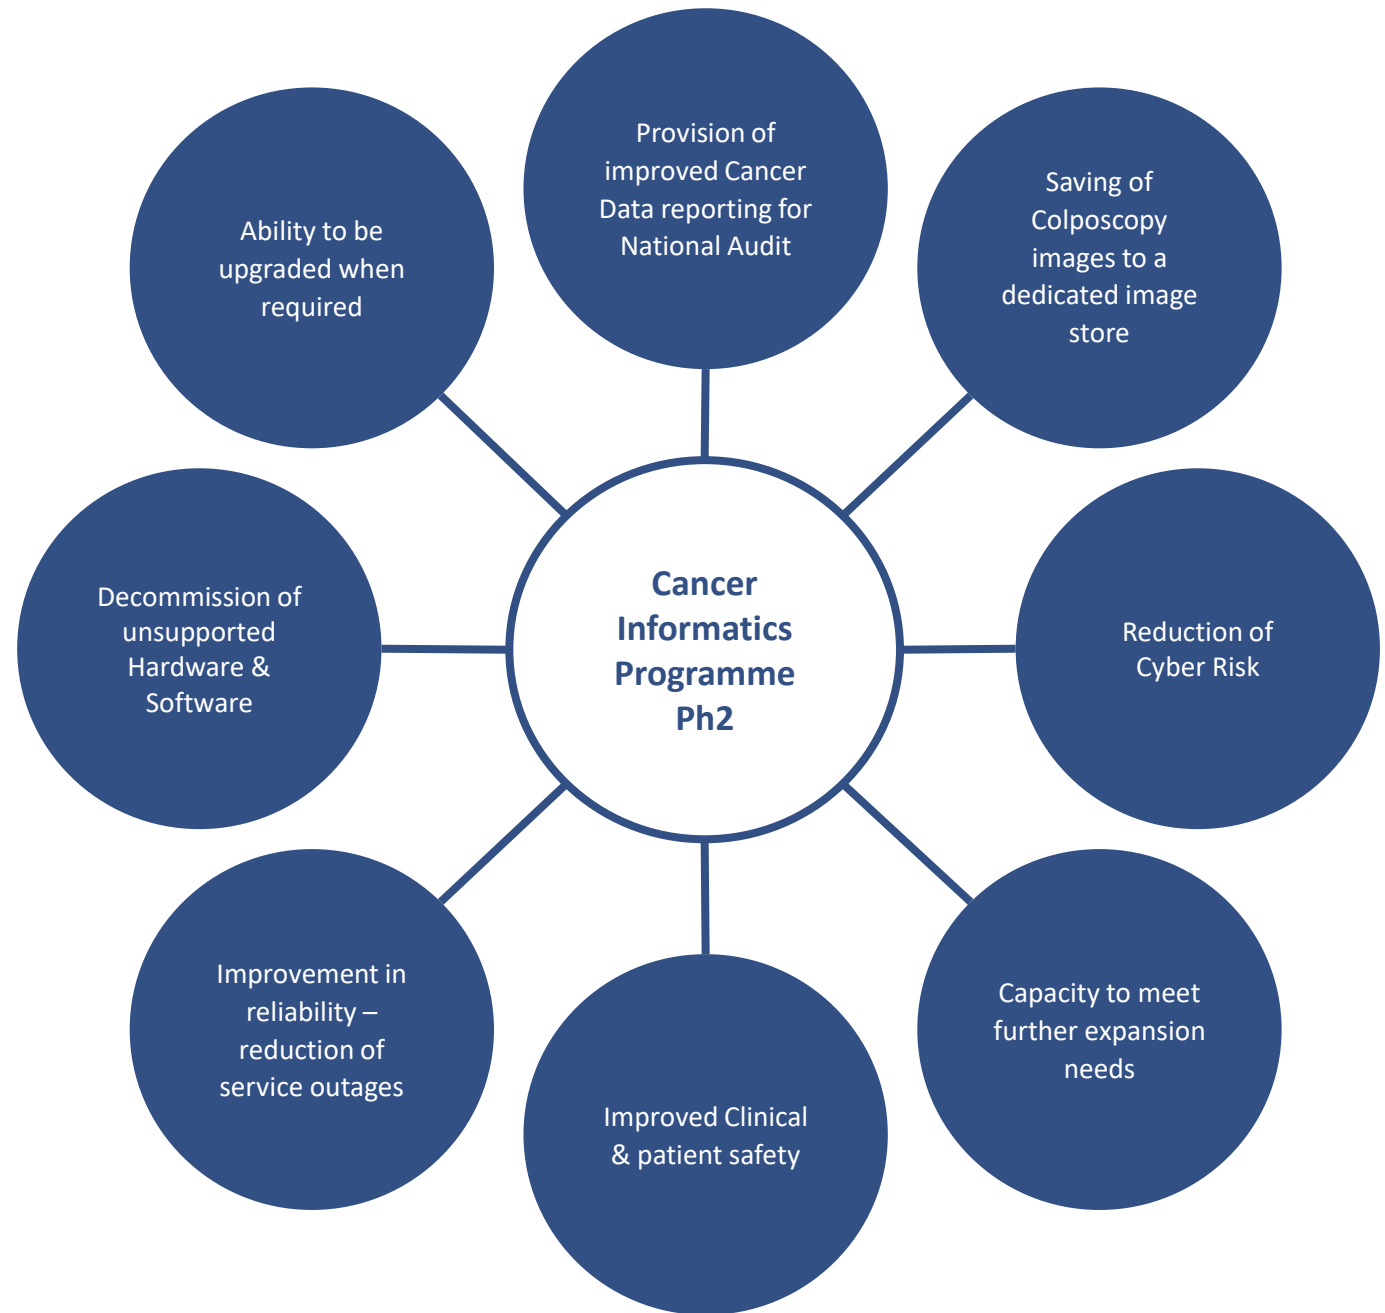 Provision of
improved Cancer
Data reporting for
National Audit
Saving of
Colposcopy
images to a
dedicated image
store
Reduction of
Cyber Risk
Capacity to meet
further expansion
needs
Improved Clinical
& patient safety
Improvement in
reliability –
reduction of
service outages
Decommission of
unsupported
Hardware &
Software
Ability to be
upgraded when
required
Cancer
Informatics
Programme
Ph2